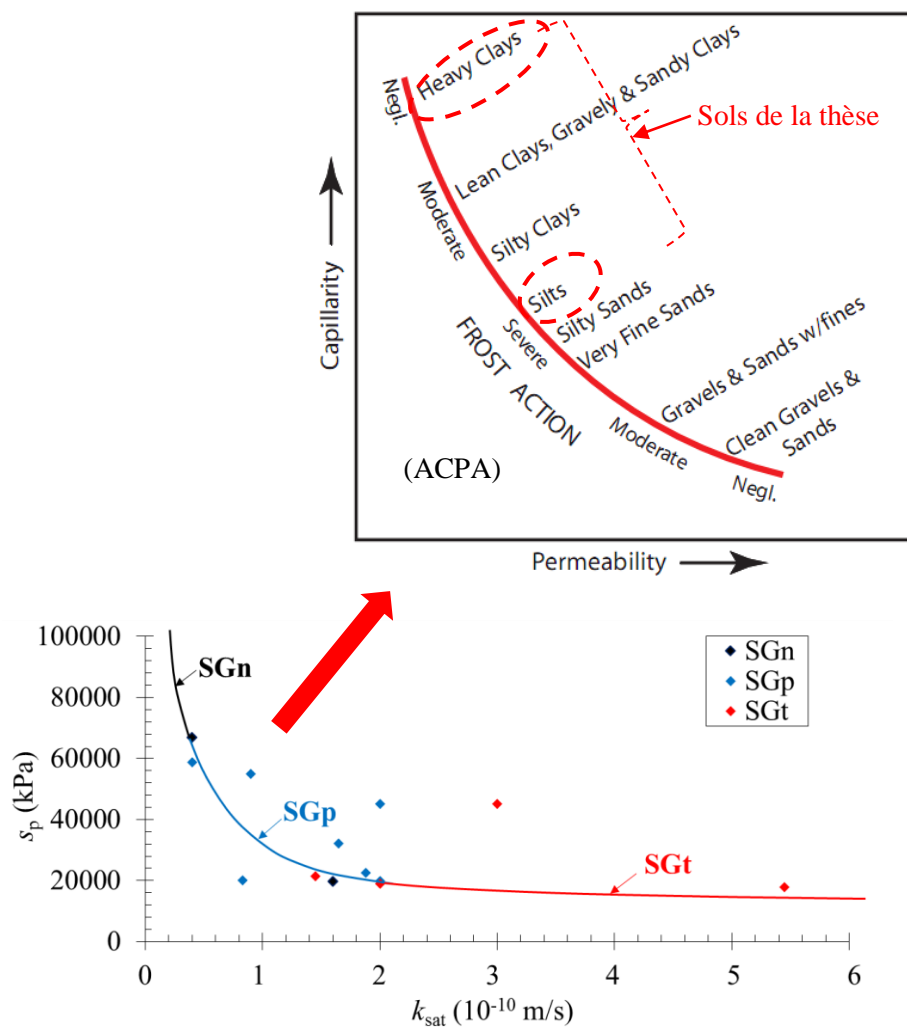 Heavy Clays
Negl.
Lean Clays, Gravely & Sandy Clays
Sols de la thèse
Moderate
Silty Clays
Silts
Silty Sands
Severe
Very Fine Sands
FROST ACTION
Gravels & Sands w/fines
Moderate
Clean Gravels &
Sands
Negl.
(ACPA)
Capillarity
Permeability
100000
80000
60000
40000
20000
0
s_p (kPa)
SGn
SGp
SGt
SGn
SGp
SGt
0 1 2 3 4 5 6
k_sat (10^-10 m/s)